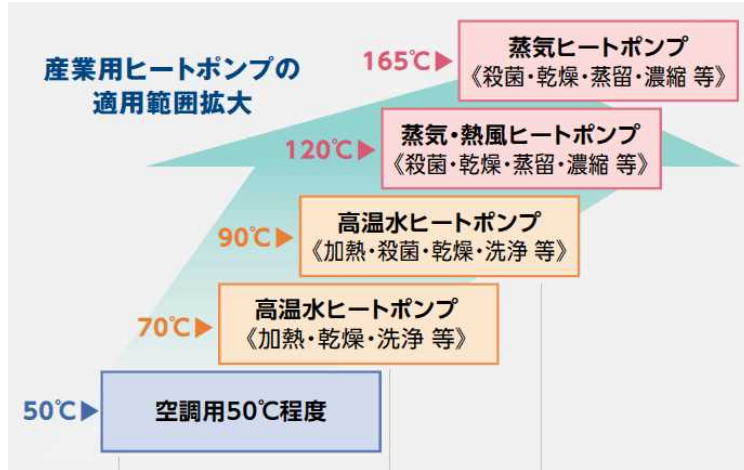 産業用ヒートポンプの
適用範囲拡大
165℃▶
蒸気ヒートポンプ
《殺菌・乾燥・蒸留・濃縮 等》
120℃▶
蒸気・熱風ヒートポンプ
《殺菌・乾燥・蒸留・濃縮 等》
90℃▶
高温水ヒートポンプ
《加熱・殺菌・乾燥・洗浄 等》
70℃▶
高温水ヒートポンプ
《加熱・乾燥・洗浄 等》
50℃▶
空調用50℃程度